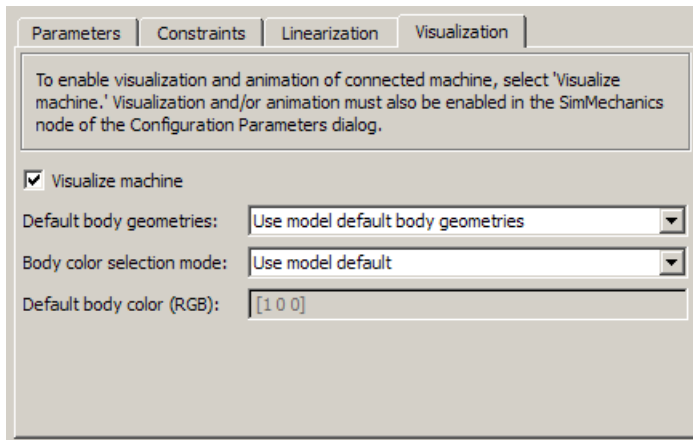 Parameters Constraints Linearization Visualization
To enable visualization and animation of connected machine, select 'Visualize
machine.' Visualization and/or animation must also be enabled in the SimMechanics
node of the Configuration Parameters dialog.
Visualize machine
Default body geometries: Use model default body geometries
Body color selection mode: Use model default
Default body color (RGB): [1 0 0]